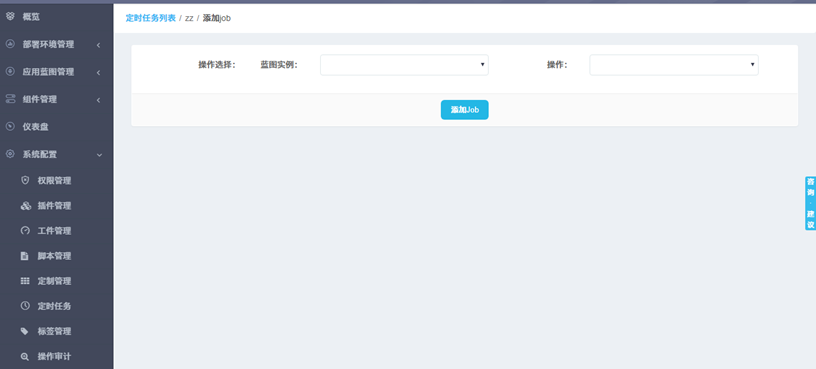 概览
部署环境管理
应用蓝图管理
组件管理
仪表盘
系统配置
权限管理
插件管理
工件管理
脚本管理
定制管理
定时任务
标签管理
操作审计
定时任务列表 / zz / 添加job
操作选择： 蓝图实例： 操作：
添加Job
咨询·建议